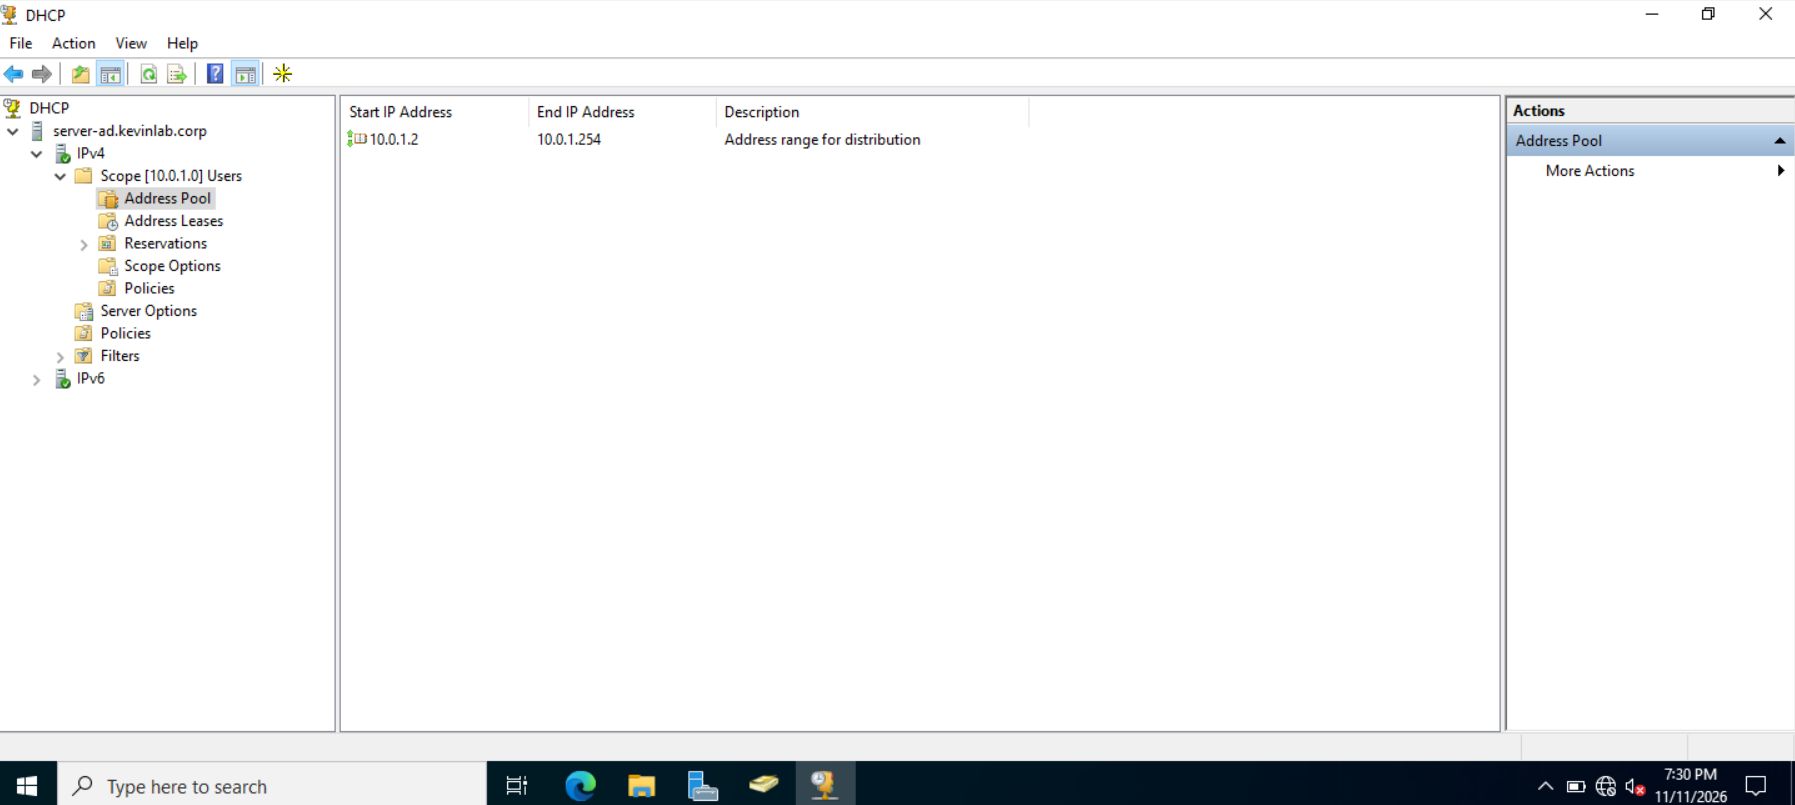 DHCP
File Action View Help
DHCP
server-ad.kevinlab.corp
IPv4
Scope [10.0.1.0] Users
Address Pool
Address Leases
Reservations
Scope Options
Policies
Server Options
Policies
Filters
IPv6
Start IP Address End IP Address Description
10.0.1.2 10.0.1.254 Address range for distribution
Actions
Address Pool
More Actions
Type here to search
7:30 PM
11/11/2026